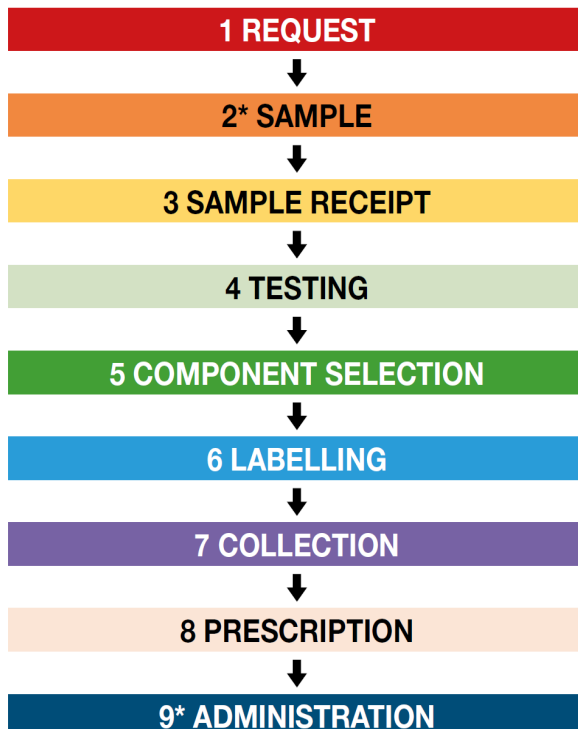 1 REQUEST
2* SAMPLE
3 SAMPLE RECEIPT
4 TESTING
5 COMPONENT SELECTION
6 LABELLING
7 COLLECTION
8 PRESCRIPTION
9* ADMINISTRATION